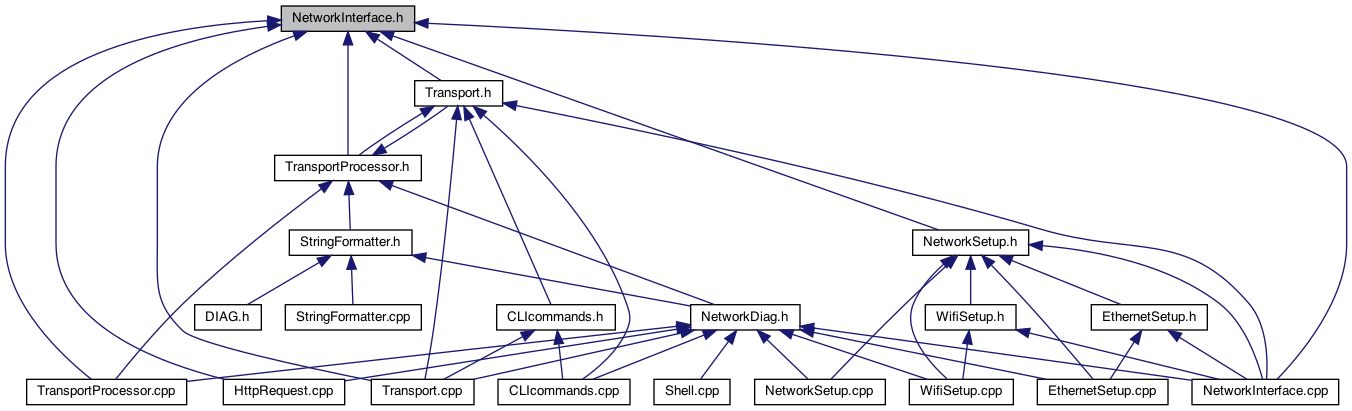 NetworkInterface.h
Transport.h
TransportProcessor.h
StringFormatter.h
NetworkSetup.h
DIAG.h
StringFormatter.cpp
CLIcommands.h
NetworkDiag.h
WifiSetup.h
EthernetSetup.h
TransportProcessor.cpp
HttpRequest.cpp
Transport.cpp
CLIcommands.cpp
Shell.cpp
NetworkSetup.cpp
WifiSetup.cpp
EthernetSetup.cpp
NetworkInterface.cpp